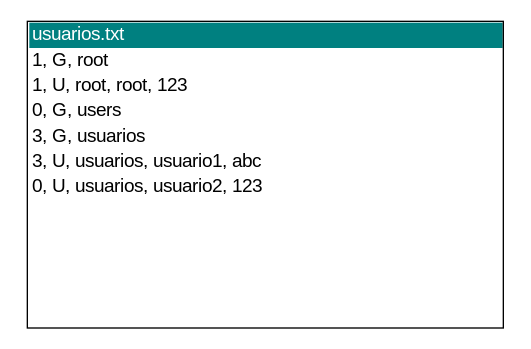 usuarios.txt
1, G, root
1, U, root, root, 123
0, G, users
3, G, usuarios
3, U, usuarios, usuario1, abc
0, U, usuarios, usuario2, 123